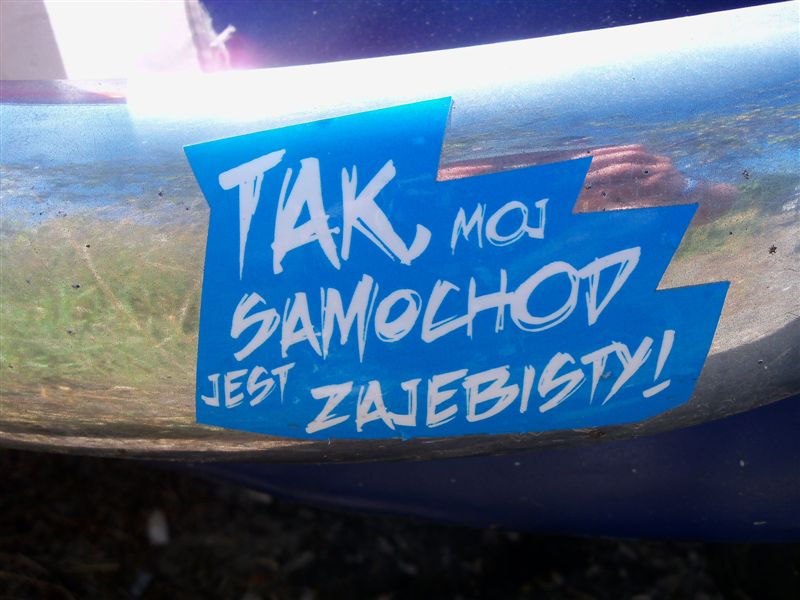 TAK, MOJ
SAMOCHOD
JEST ZAJEBISTY!